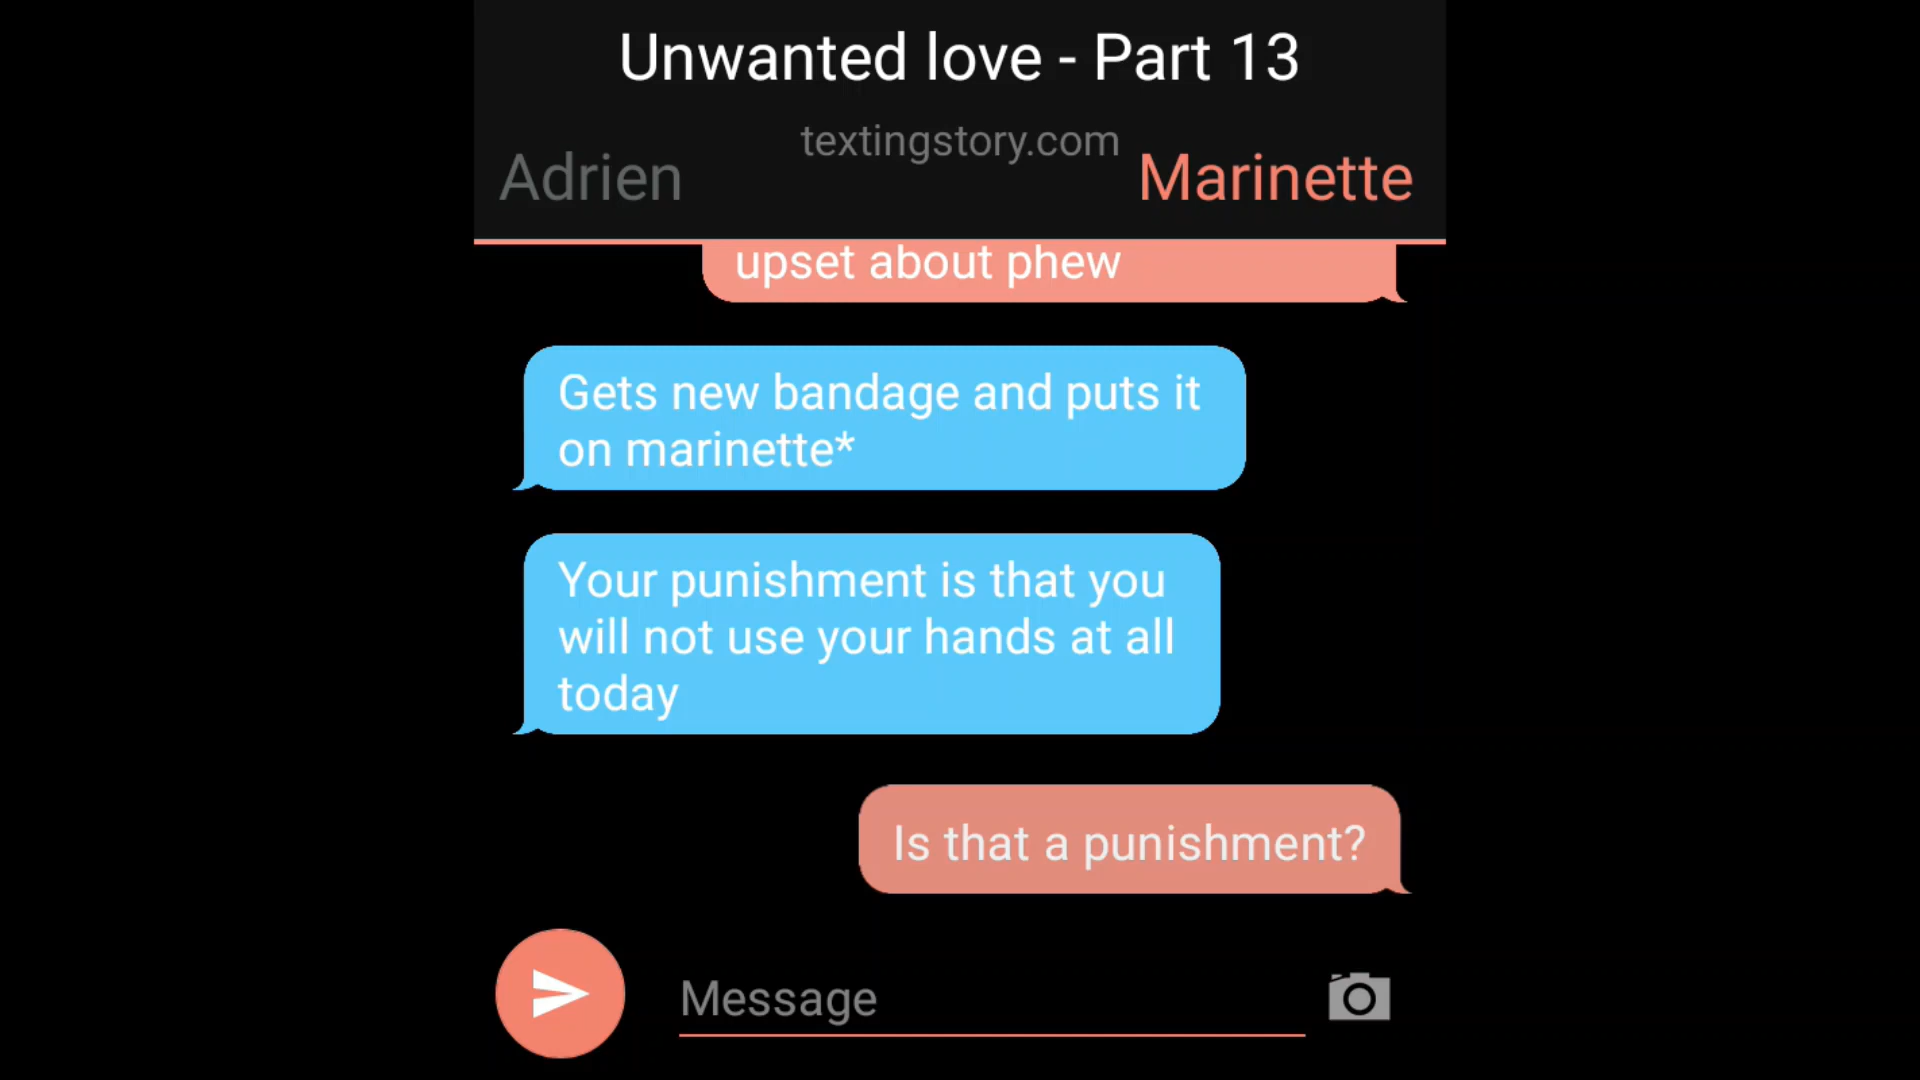 Unwanted love - Part 13
textingstory.com
Adrien
Marinette
upset about phew
Gets new bandage and puts it
on marinette*
Your punishment is that you
will not use your hands at all
today
Is that a punishment?
Message